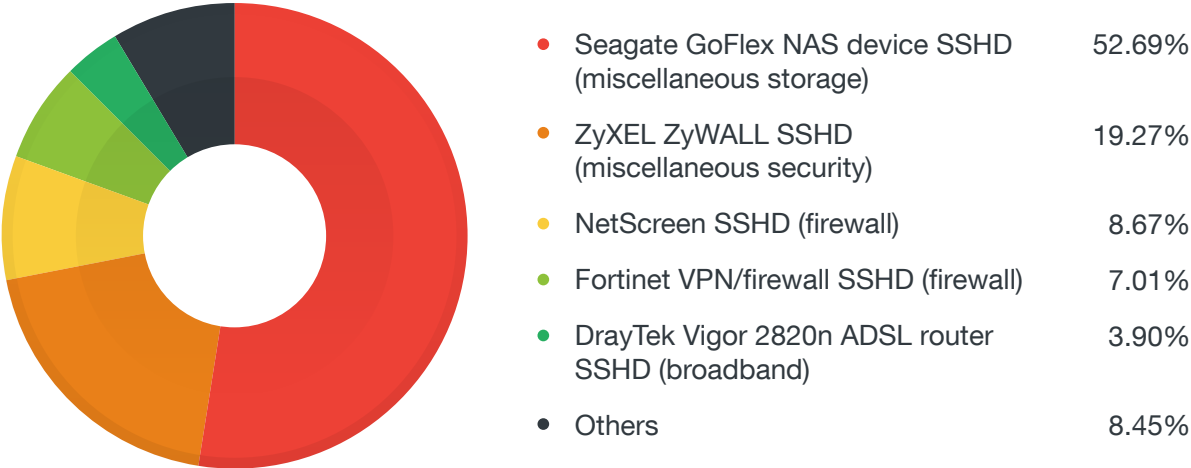 Seagate GoFlex NAS device SSHD 52.69%
(miscellaneous storage)
ZyXEL ZyWALL SSHD 19.27%
(miscellaneous security)
NetScreen SSHD (firewall) 8.67%
Fortinet VPN/firewall SSHD (firewall) 7.01%
DrayTek Vigor 2820n ADSL router 3.90%
SSHD (broadband)
Others 8.45%